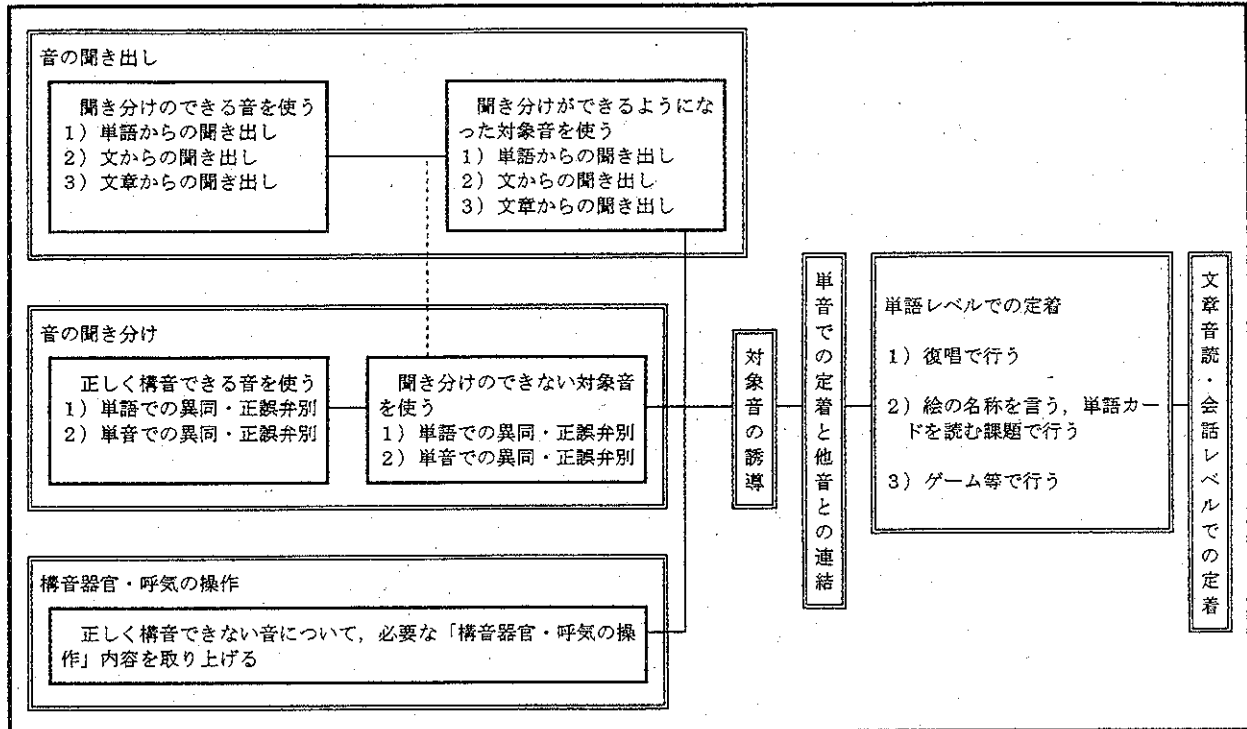 音の聞き出し
聞き分けのできる音を使う
1）単語からの聞き出し
2）文からの聞き出し
3）文章からの聞き出し
聞き分けができるようにな
った対象音を使う
1）単語からの聞き出し
2）文からの聞き出し
3）文章からの聞き出し
音の聞き分け
正しく構音できる音を使う
1）単語での異同・正誤弁別
2）単音での異同・正誤弁別
聞き分けのできない対象音
を使う
1）単語での異同・正誤弁別
2）単音での異同・正誤弁別
構音器官・呼気の操作
正しく構音できない音について，必要な「構音器官・呼気の操
作」内容を取り上げる
対象音の誘導
単音での定着と他音との連結
単語レベルでの定着
1）復唱で行う
2）絵の名称を言う，単語カー
ドを読む課題で行う
3）ゲーム等で行う
文章音読・会話レベルでの定着